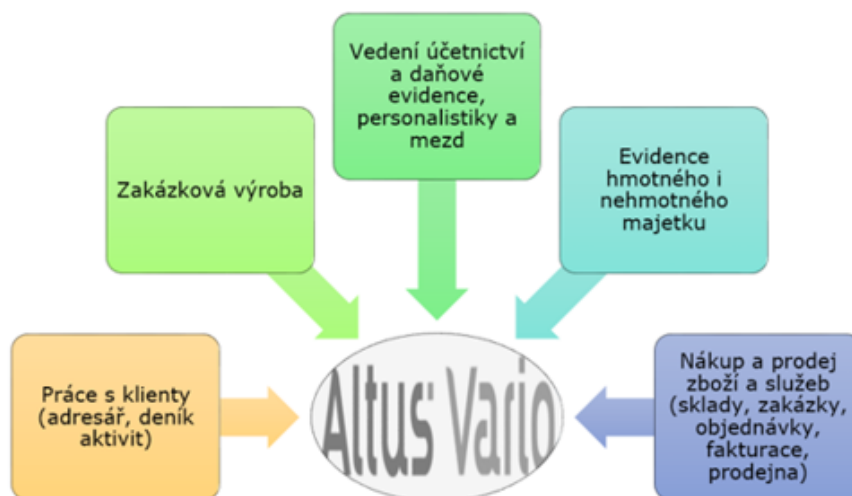 Vedení účetnictví
a daňové
evidence,
personalistiky a
mezd
Zakázková výroba
Evidence
hmotného i
nehmotného
majetku
Práce s klienty
(adresář, deník
aktivit)
Altus Vario
Nákup a prodej
zboží a služeb
(sklady, zakázky,
objednávky,
fakturace,
prodejna)